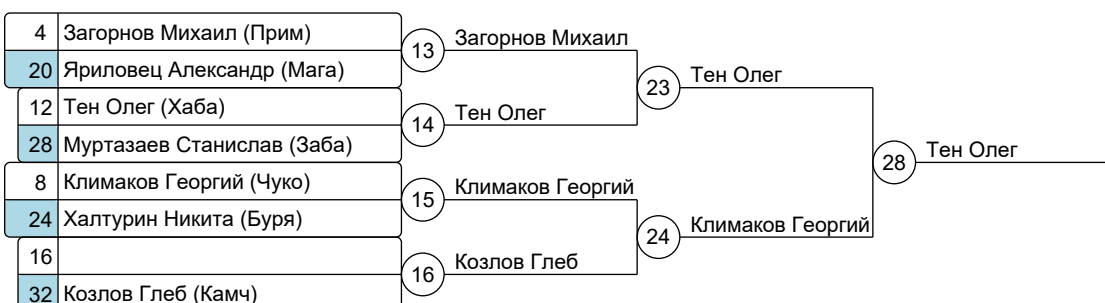 4 Загорнов Михаил (Прим)
20 Яриловец Александр (Мага)
12 Тен Олег (Хаба)
28 Муртазаев Станислав (Заба)
8 Климаков Георгий (Чуко)
24 Халтурин Никита (Буря)
16
32 Козлов Глеб (Камч)
13 Загорнов Михаил
14 Тен Олег
15 Климаков Георгий
16 Козлов Глеб
23 Тен Олег
24 Климаков Георгий
28 Тен Олег